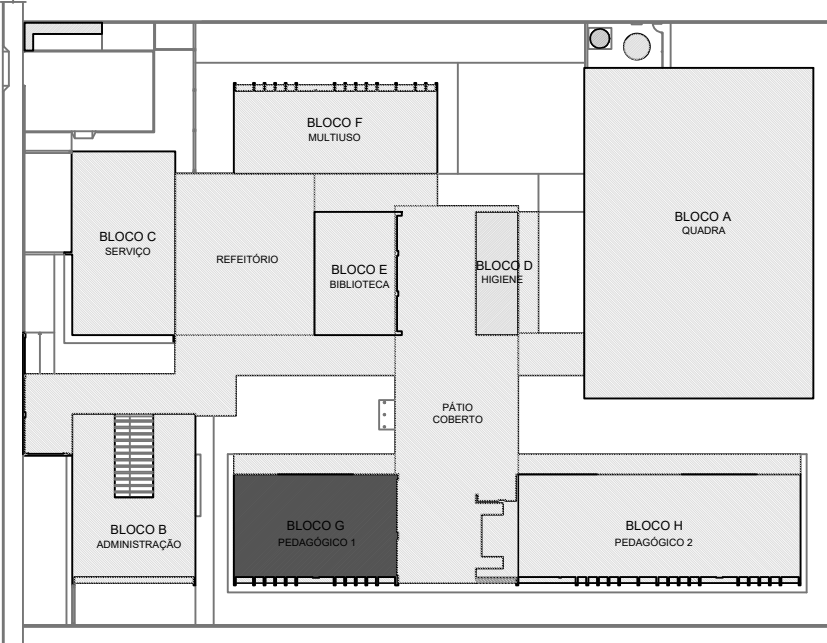 BLOCO F
MULTIUSO
BLOCO A
QUADRA
BLOCO C
SERVIÇO
REFEITÓRIO
BLOCO E
BIBLIOTECA
BLOCO D
HIGIENE
PÁTIO
COBERTO
BLOCO B
ADMINISTRAÇÃO
BLOCO G
PEDAGÓGICO 1
BLOCO H
PEDAGÓGICO 2